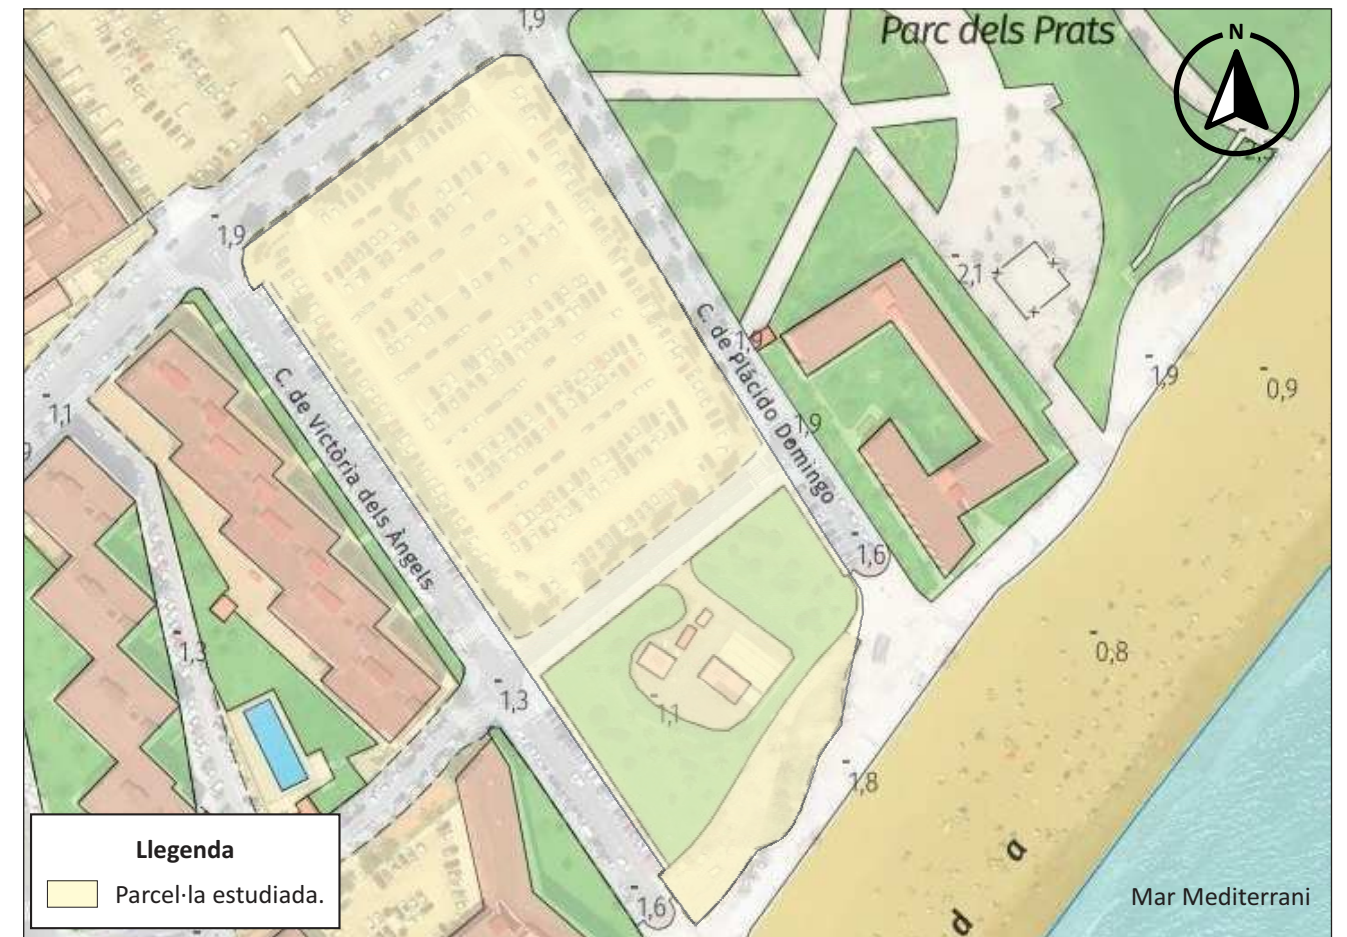 1,9
Parc dels Prats
N
1,9
2,1
C. de Plácido Domingo
1,9
1,9
1,9
0,9
1,1
C. de Victòria dels Àngels
1,6
1,3
0,8
1,3
1,1
1,8
Llegenda
Parcel·la estudiada.
1,6
d a
Mar Mediterrani